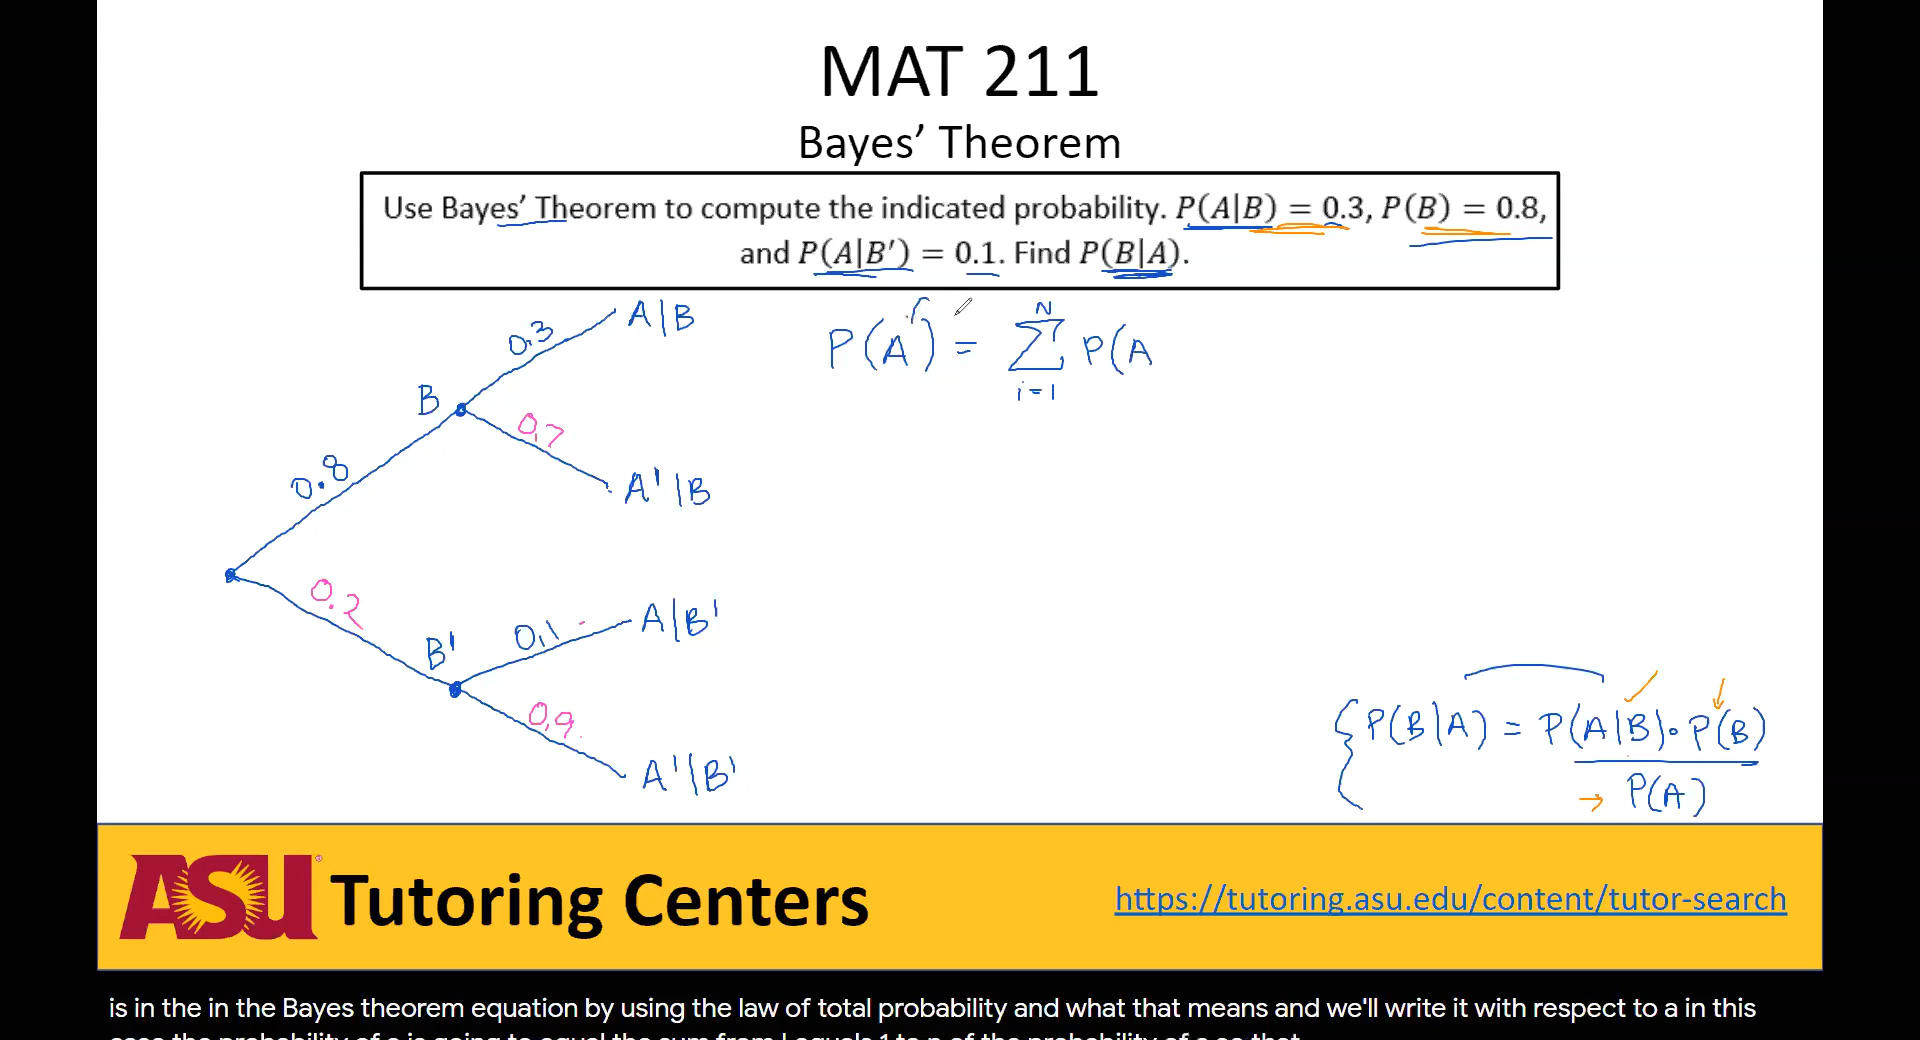 MAT 211
Bayes’ Theorem
Use Bayes’ Theorem to compute the indicated probability. P(A|B) = 0.3, P(B) = 0.8,
and P(A|B′) = 0.1. Find P(B|A).
0.3 A|B
P(A) = N Σ i=1 P(A
B
0.7
0.8
A'|B
0.2
B' 0.1 A|B'
0.9
A'|B'
{P(B|A) = P(A|B)·P(B)
P(A)
ASU Tutoring Centers
https://tutoring.asu.edu/content/tutor-search
is in the in the Bayes theorem equation by using the law of total probability and what that means and we'll write it with respect to a in this